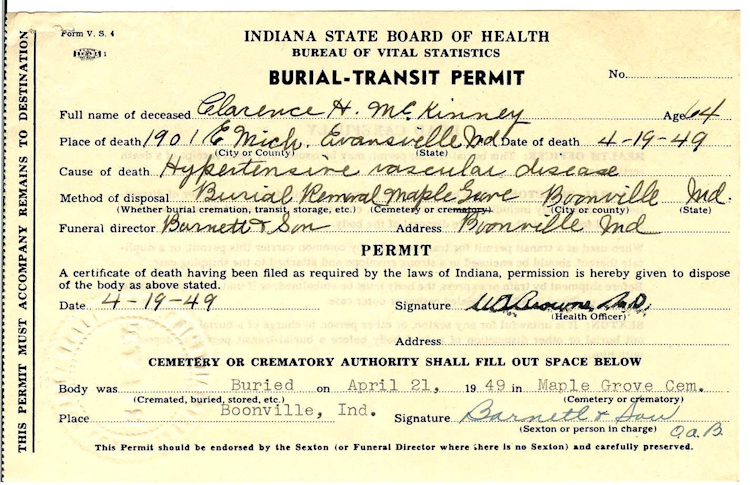 THIS PERMIT MUST ACCOMPANY REMAINS TO DESTINATION
Form V. S. 4
INDIANA STATE BOARD OF HEALTH
BUREAU OF VITAL STATISTICS
BURIAL-TRANSIT PERMIT
No.
Full name of deceased Clarence H. McKinney Age 64
Place of death 1901 E Mich. Evansville Ind Date of death 4-19-49
(City or County) (State)
Cause of death Hypertensive vascular disease
Method of disposal Burial Removal Maple Grove Boonville Ind.
(Whether burial cremation, transit, storage, etc.) (Cemetery or crematory) (City or county) (State)
Funeral director Barnett & Son Address Boonville Ind
PERMIT
A certificate of death having been filed as required by the laws of Indiana, permission is hereby given to dispose
of the body as above stated.
Date 4-19-49 Signature W B Browne, M.D.
(Health Officer)
Address
CEMETERY OR CREMATORY AUTHORITY SHALL FILL OUT SPACE BELOW
Body was Buried on April 21, 1949 in Maple Grove Cem.
(Cremated, buried, stored, etc.) (Cemetery or crematory)
Place Boonville, Ind. Signature Barnett & Son
(Sexton or person in charge) O.a.B.
This Permit should be endorsed by the Sexton (or Funeral Director where there is no Sexton) and carefully preserved.